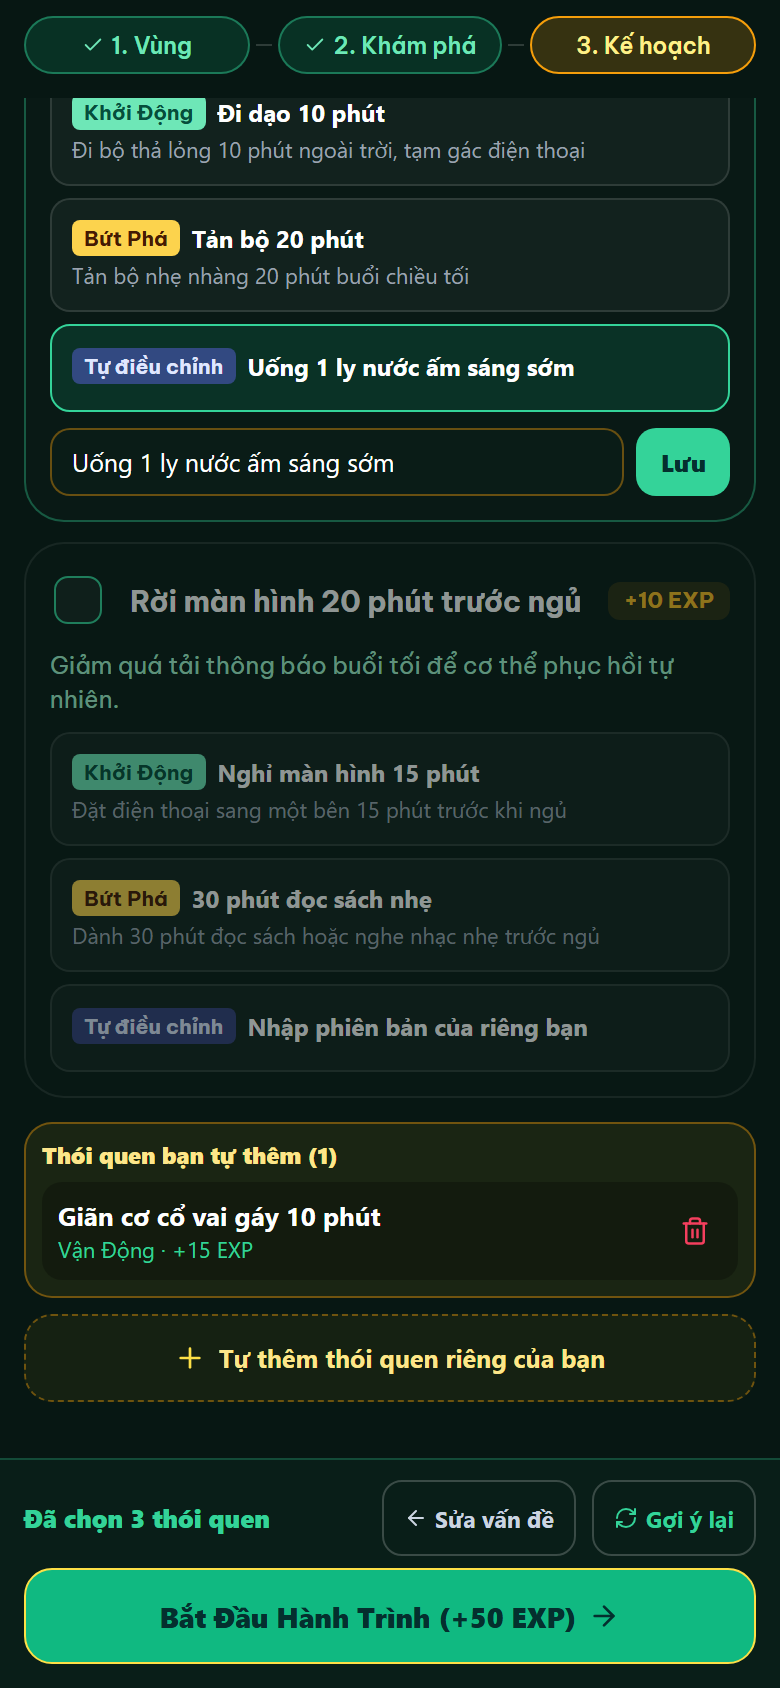 1. Vùng
2. Khám phá
3. Kế hoạch
Khởi Động Đi dạo 10 phút
Đi bộ thả lỏng 10 phút ngoài trời, tạm gác điện thoại
Bứt Phá Tản bộ 20 phút
Tản bộ nhẹ nhàng 20 phút buổi chiều tối
Tự điều chỉnh Uống 1 ly nước ấm sáng sớm
Uống 1 ly nước ấm sáng sớm
Lưu
Rời màn hình 20 phút trước ngủ
+10 EXP
Giảm quá tải thông báo buổi tối để cơ thể phục hồi tự
nhiên.
Khởi Động Nghỉ màn hình 15 phút
Đặt điện thoại sang một bên 15 phút trước khi ngủ
Bứt Phá 30 phút đọc sách nhẹ
Dành 30 phút đọc sách hoặc nghe nhạc nhẹ trước ngủ
Tự điều chỉnh Nhập phiên bản của riêng bạn
Thói quen bạn tự thêm (1)
Giãn cơ cổ vai gáy 10 phút
Vận Động · +15 EXP
Tự thêm thói quen riêng của bạn
Đã chọn 3 thói quen
Sửa vấn đề
Gợi ý lại
Bắt Đầu Hành Trình (+50 EXP)